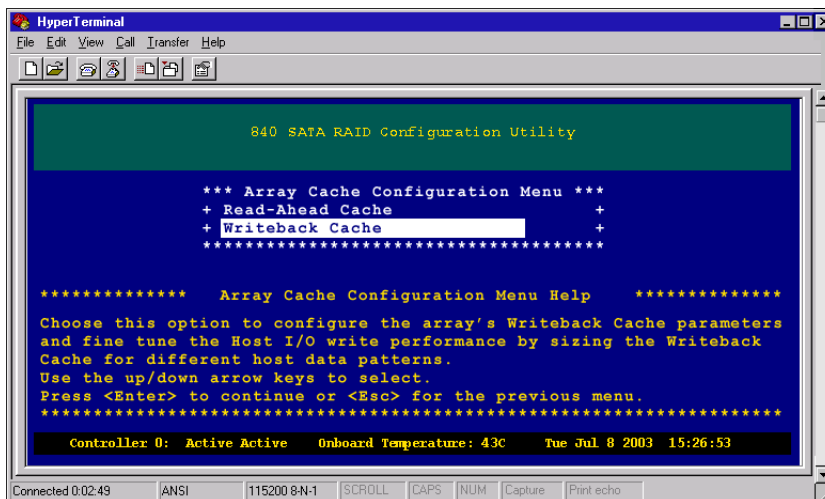 HyperTerminal
File Edit View Call Transfer Help
840 SATA RAID Configuration Utility
*** Array Cache Configuration Menu ***
+ Read-Ahead Cache +
+ Writeback Cache +
**************************************
************** Array Cache Configuration Menu Help **************
Choose this option to configure the array's Writeback Cache parameters
and fine tune the Host I/O write performance by sizing the Writeback
Cache for different host data patterns.
Use the up/down arrow keys to select.
Press <Enter> to continue or <Esc> for the previous menu.
**********************************************************************
Controller 0: Active Active Onboard Temperature: 43C Tue Jul 8 2003 15:26:53
Connected 0:02:49 ANSI 115200 8-N-1 SCROLL CAPS NUM Capture Print echo